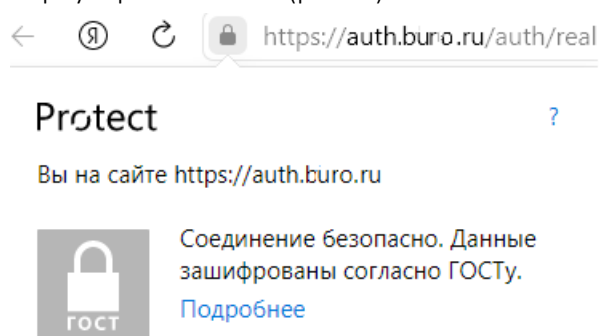 https://auth.buro.ru/auth/real
Protect
?
Вы на сайте https://auth.buro.ru
Соединение безопасно. Данные
зашифрованы согласно ГОСТу.
Подробнее
ГОСТ